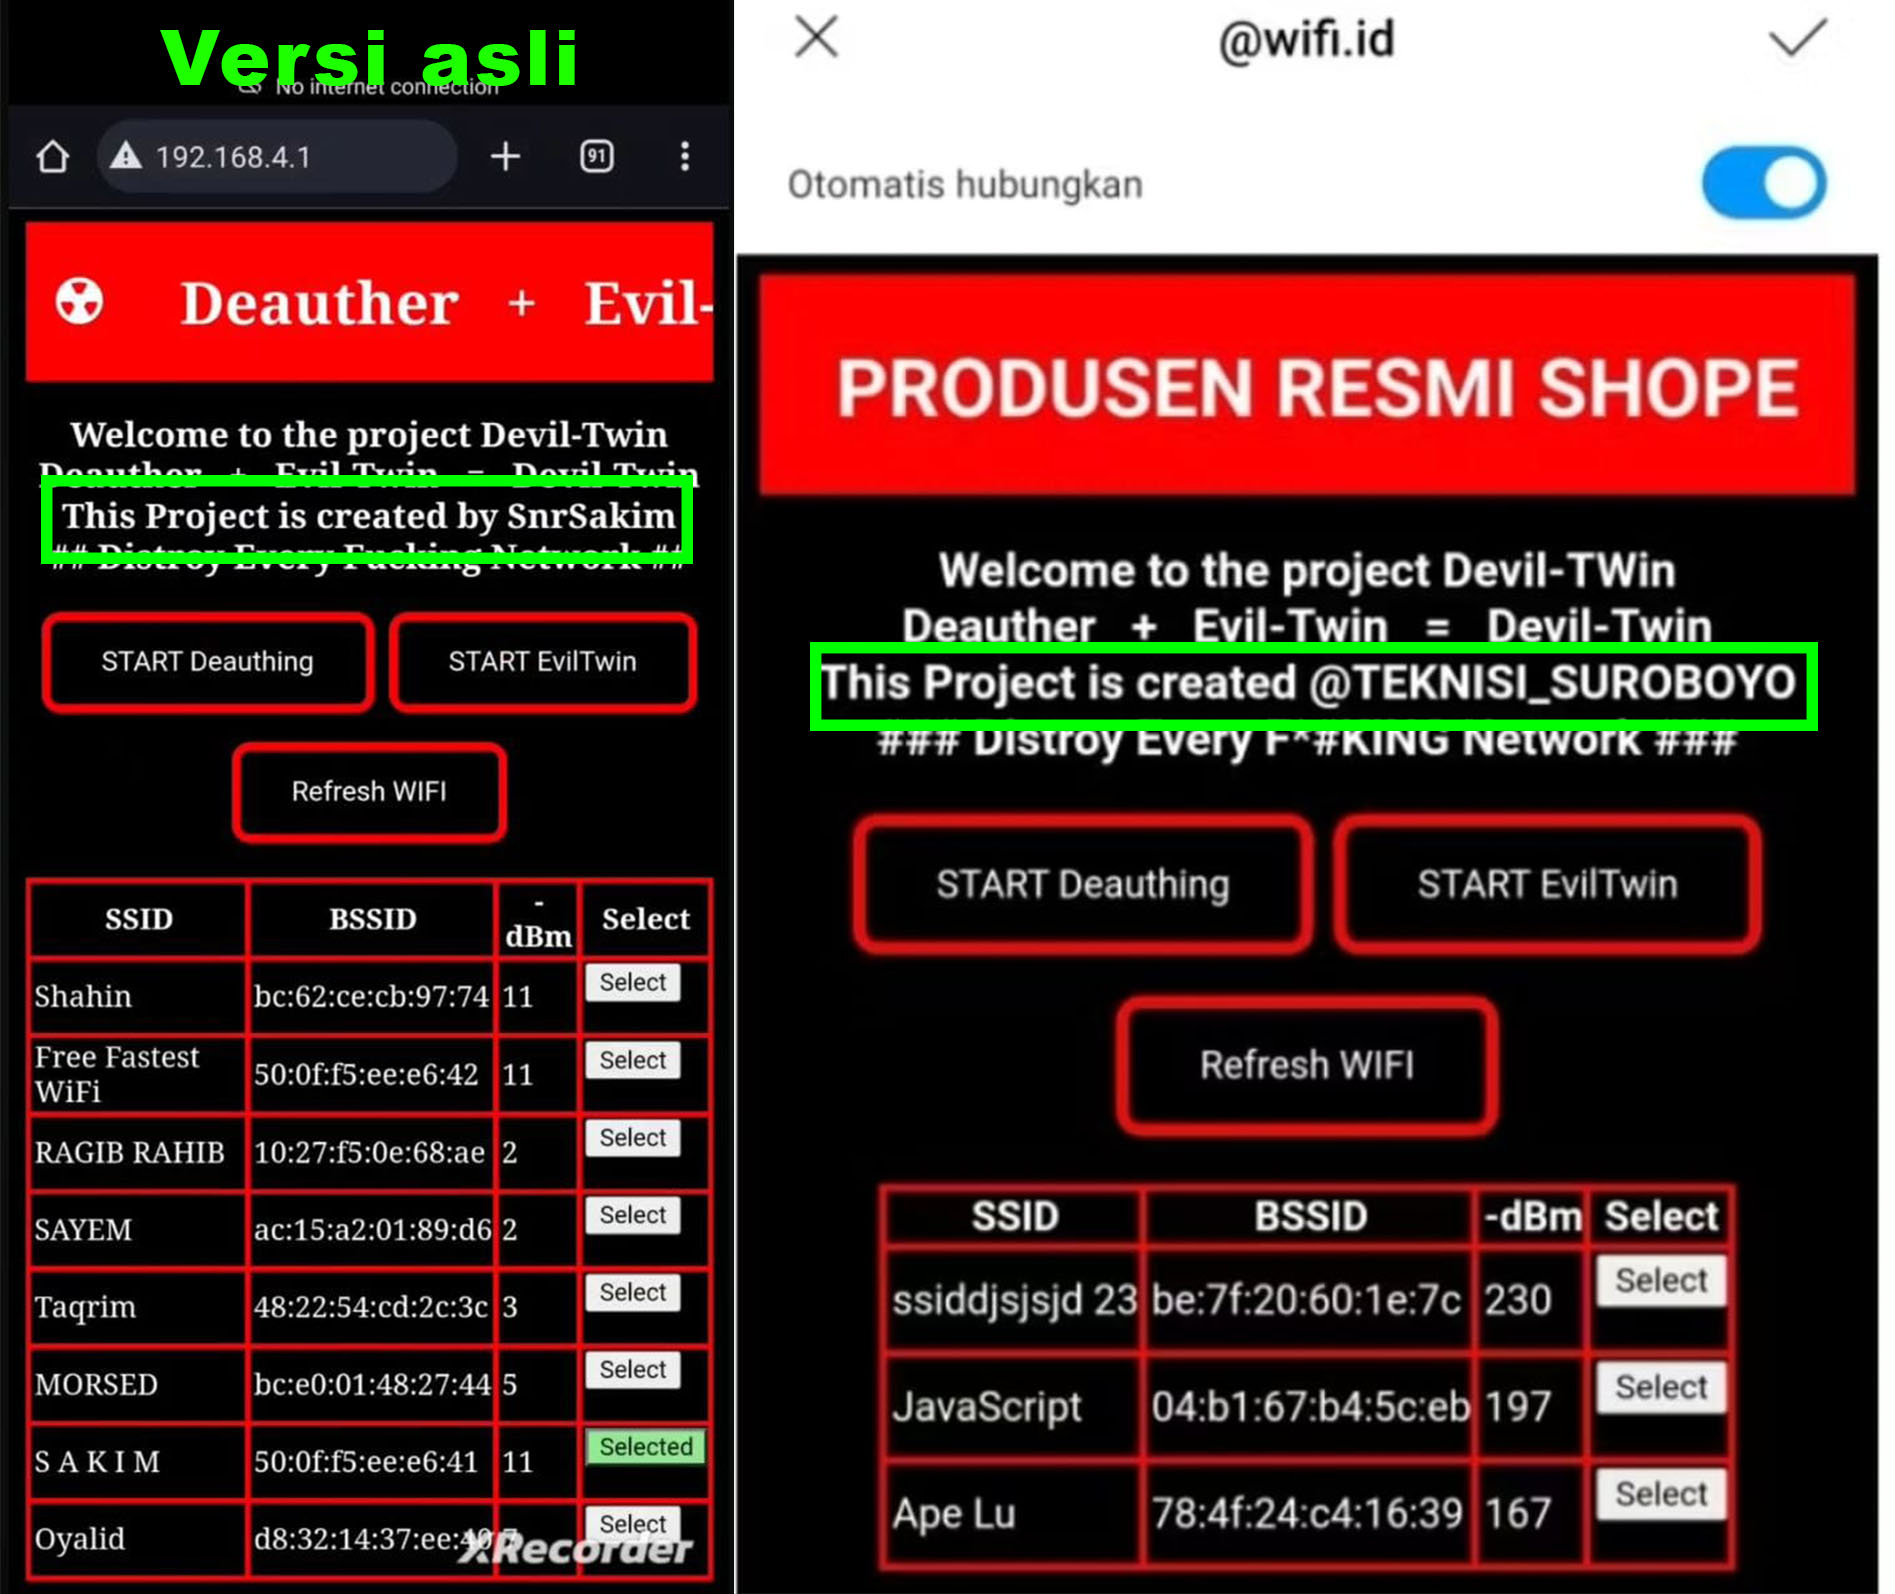 Versi asli
No internet connection
192.168.4.1
91
Deauther + Evil-
Welcome to the project Devil-Twin
Deauther + Evil-Twin = Devil-Twin
This Project is created by SnrSakim
## Distroy Every Fucking Network ##
START Deauthing START EvilTwin
Refresh WIFI
SSID BSSID -dBm Select
Shahin bc:62:ce:cb:97:74 11 Select
Free Fastest WiFi 50:0f:f5:ee:e6:42 11 Select
RAGIB RAHIB 10:27:f5:0e:68:ae 2 Select
SAYEM ac:15:a2:01:89:d6 2 Select
Taqrim 48:22:54:cd:2c:3c 3 Select
MORSED bc:e0:01:48:27:44 5 Select
S A K I M 50:0f:f5:ee:e6:41 11 Selected
Oyalid Select
XRecorder
@wifi.id
Otomatis hubungkan
PRODUSEN RESMI SHOPE
Welcome to the project Devil-TWin
Deauther + Evil-Twin = Devil-Twin
This Project is created @TEKNISI_SUROBOYO
### Distroy Every F*#KING Network ###
START Deauthing START EvilTwin
Refresh WIFI
SSID BSSID -dBm Select
ssiddjsjsjd 23 be:7f:20:60:1e:7c 230 Select
JavaScript 04:b1:67:b4:5c:eb 197 Select
Ape Lu 78:4f:24:c4:16:39 167 Select